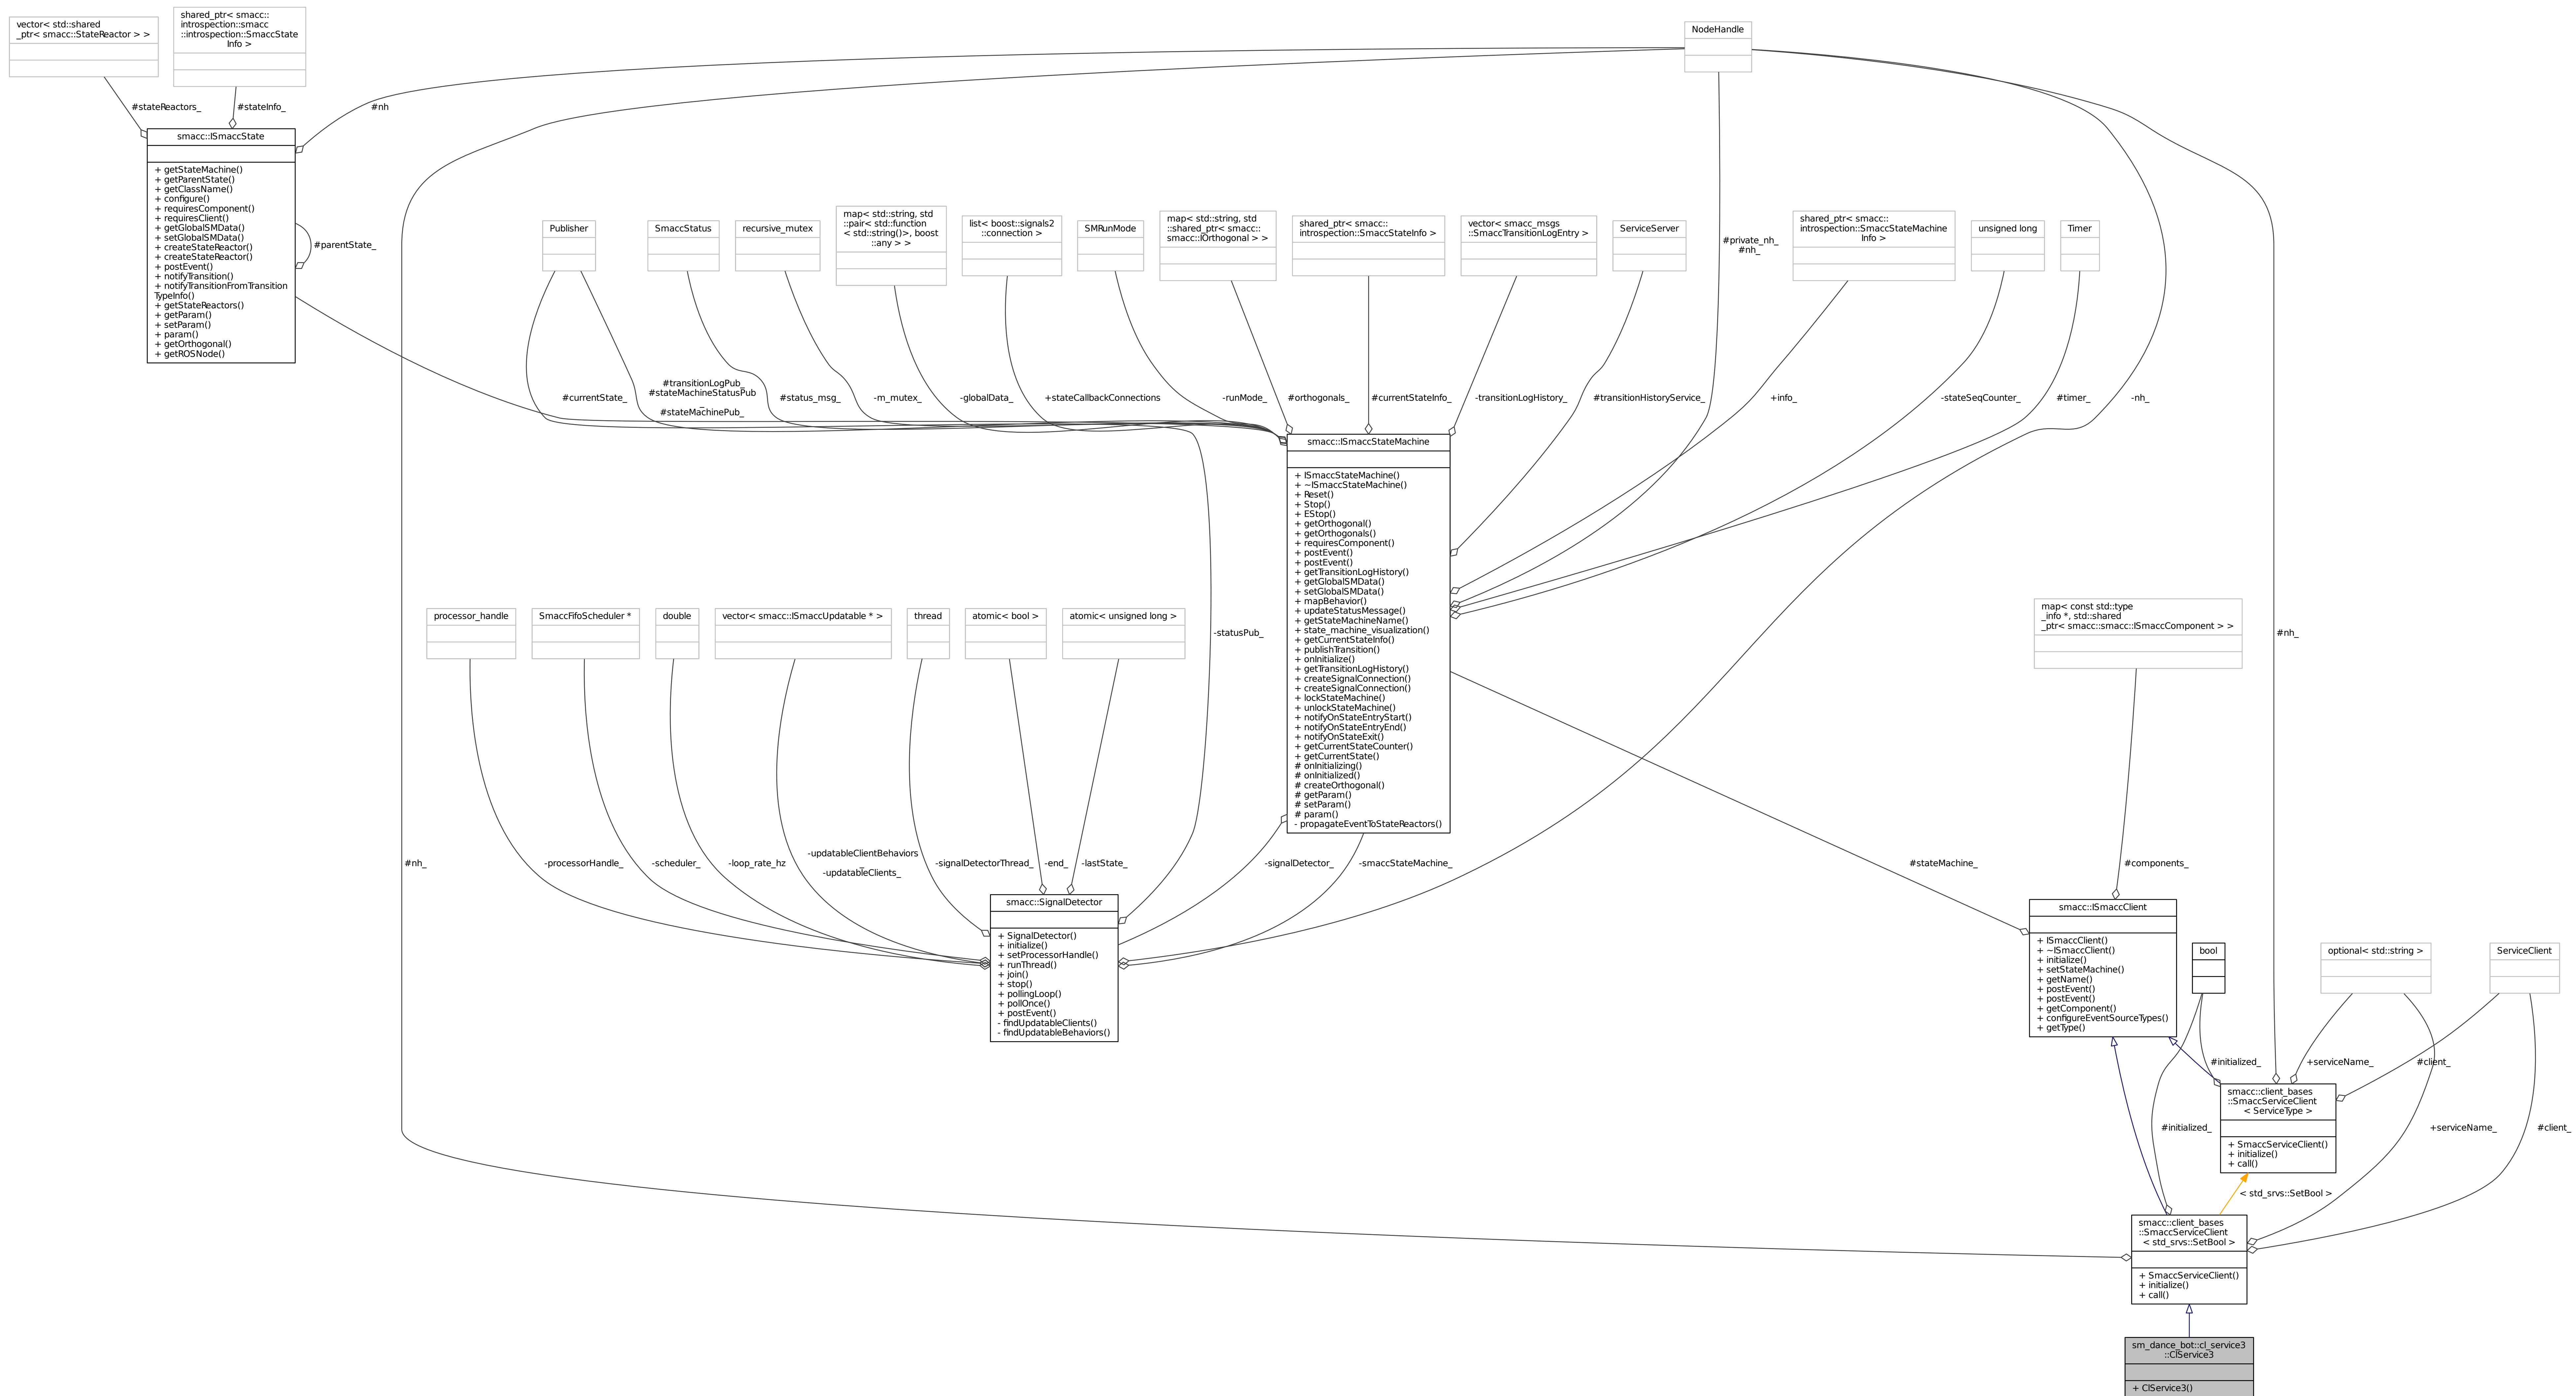 vector< std::shared
_ptr< smacc::StateReactor > >
shared_ptr< smacc::
introspection::smacc
::introspection::SmaccState
Info >
NodeHandle
#stateReactors_
#stateInfo_
#nh
smacc::ISmaccState
+ getStateMachine()
+ getParentState()
+ getClassName()
+ configure()
+ requiresComponent()
+ requiresClient()
+ getGlobalSMData()
+ setGlobalSMData()
+ createStateReactor()
+ createStateReactor()
+ postEvent()
+ notifyTransition()
+ notifyTransitionFromTransition
TypeInfo()
+ getStateReactors()
+ getParam()
+ setParam()
+ param()
+ getOrthogonal()
+ getROSNode()
#parentState_
Publisher
SmaccStatus
recursive_mutex
map< std::string, std
::pair< std::function
< std::string()>, boost
::any > >
list< boost::signals2
::connection >
SMRunMode
map< std::string, std
::shared_ptr< smacc::
smacc::IOrthogonal > >
shared_ptr< smacc::
introspection::SmaccStateInfo >
vector< smacc_msgs
::SmaccTransitionLogEntry >
ServiceServer
#private_nh_
#nh_
shared_ptr< smacc::
introspection::SmaccStateMachine
Info >
unsigned long
Timer
#currentState_
#transitionLogPub_
#stateMachineStatusPub
_
#stateMachinePub_
#status_msg_
-m_mutex_
-globalData_
+stateCallbackConnections
-runMode_
#orthogonals_
#currentStateInfo_
-transitionLogHistory_
#transitionHistoryService_
+info_
-stateSeqCounter_
#timer_
-nh_
smacc::ISmaccStateMachine
+ ISmaccStateMachine()
+ ~ISmaccStateMachine()
+ Reset()
+ Stop()
+ EStop()
+ getOrthogonal()
+ getOrthogonals()
+ requiresComponent()
+ postEvent()
+ postEvent()
+ getTransitionLogHistory()
+ getGlobalSMData()
+ setGlobalSMData()
+ mapBehavior()
+ updateStatusMessage()
+ getStateMachineName()
+ state_machine_visualization()
+ getCurrentStateInfo()
+ publishTransition()
+ onInitialize()
+ getTransitionLogHistory()
+ createSignalConnection()
+ createSignalConnection()
+ lockStateMachine()
+ unlockStateMachine()
+ notifyOnStateEntryStart()
+ notifyOnStateEntryEnd()
+ notifyOnStateExit()
+ getCurrentStateCounter()
+ getCurrentState()
# onInitializing()
# onInitialized()
# createOrthogonal()
# getParam()
# setParam()
# param()
- propagateEventToStateReactors()
processor_handle
SmaccFifoScheduler *
double
vector< smacc::ISmaccUpdatable * >
thread
atomic< bool >
atomic< unsigned long >
-statusPub_
map< const std::type
_info *, std::shared
_ptr< smacc::smacc::ISmaccComponent > >
#nh_
#nh_
-processorHandle_
-scheduler_
-loop_rate_hz
-updatableClientBehaviors
_
-updatableClients_
-signalDetectorThread_
-end_
-lastState_
-signalDetector_
-smaccStateMachine_
#stateMachine_
#components_
smacc::SignalDetector
+ SignalDetector()
+ initialize()
+ setProcessorHandle()
+ runThread()
+ join()
+ stop()
+ pollingLoop()
+ pollOnce()
+ postEvent()
- findUpdatableClients()
- findUpdatableBehaviors()
smacc::ISmaccClient
+ ISmaccClient()
+ ~ISmaccClient()
+ initialize()
+ setStateMachine()
+ getName()
+ postEvent()
+ postEvent()
+ getComponent()
+ configureEventSourceTypes()
+ getType()
bool
optional< std::string >
ServiceClient
#initialized_
+serviceName_
#client_
smacc::client_bases
::SmaccServiceClient
< ServiceType >
+ SmaccServiceClient()
+ initialize()
+ call()
#initialized_
+serviceName_
#client_
< std_srvs::SetBool >
smacc::client_bases
::SmaccServiceClient
< std_srvs::SetBool >
+ SmaccServiceClient()
+ initialize()
+ call()
sm_dance_bot::cl_service3
::ClService3
+ ClService3()